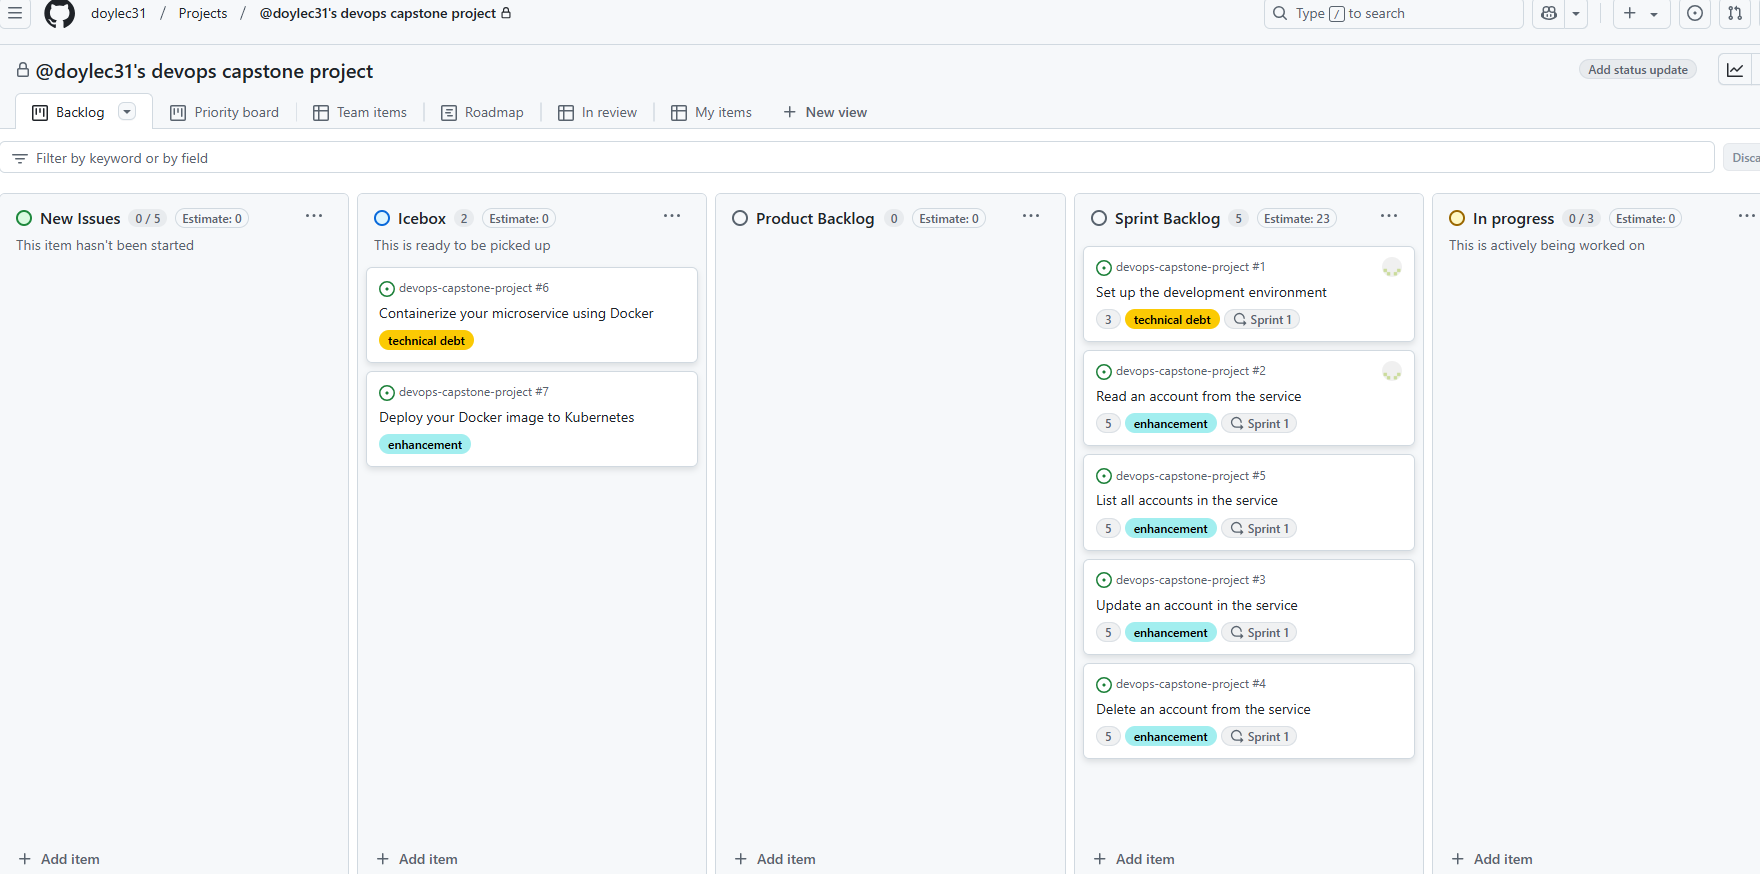 doylec31 / Projects / @doylec31's devops capstone project
Type / to search
@doylec31's devops capstone project
Add status update
Backlog
Priority board
Team items
Roadmap
In review
My items
New view
Filter by keyword or by field
Disca
New Issues 0 / 5 Estimate: 0
This item hasn't been started
Add item
Icebox 2 Estimate: 0
This is ready to be picked up
devops-capstone-project #6
Containerize your microservice using Docker
technical debt
devops-capstone-project #7
Deploy your Docker image to Kubernetes
enhancement
Add item
Product Backlog 0 Estimate: 0
Add item
Sprint Backlog 5 Estimate: 23
devops-capstone-project #1
Set up the development environment
3 technical debt Sprint 1
devops-capstone-project #2
Read an account from the service
5 enhancement Sprint 1
devops-capstone-project #5
List all accounts in the service
5 enhancement Sprint 1
devops-capstone-project #3
Update an account in the service
5 enhancement Sprint 1
devops-capstone-project #4
Delete an account from the service
5 enhancement Sprint 1
Add item
In progress 0 / 3 Estimate: 0
This is actively being worked on
Add item